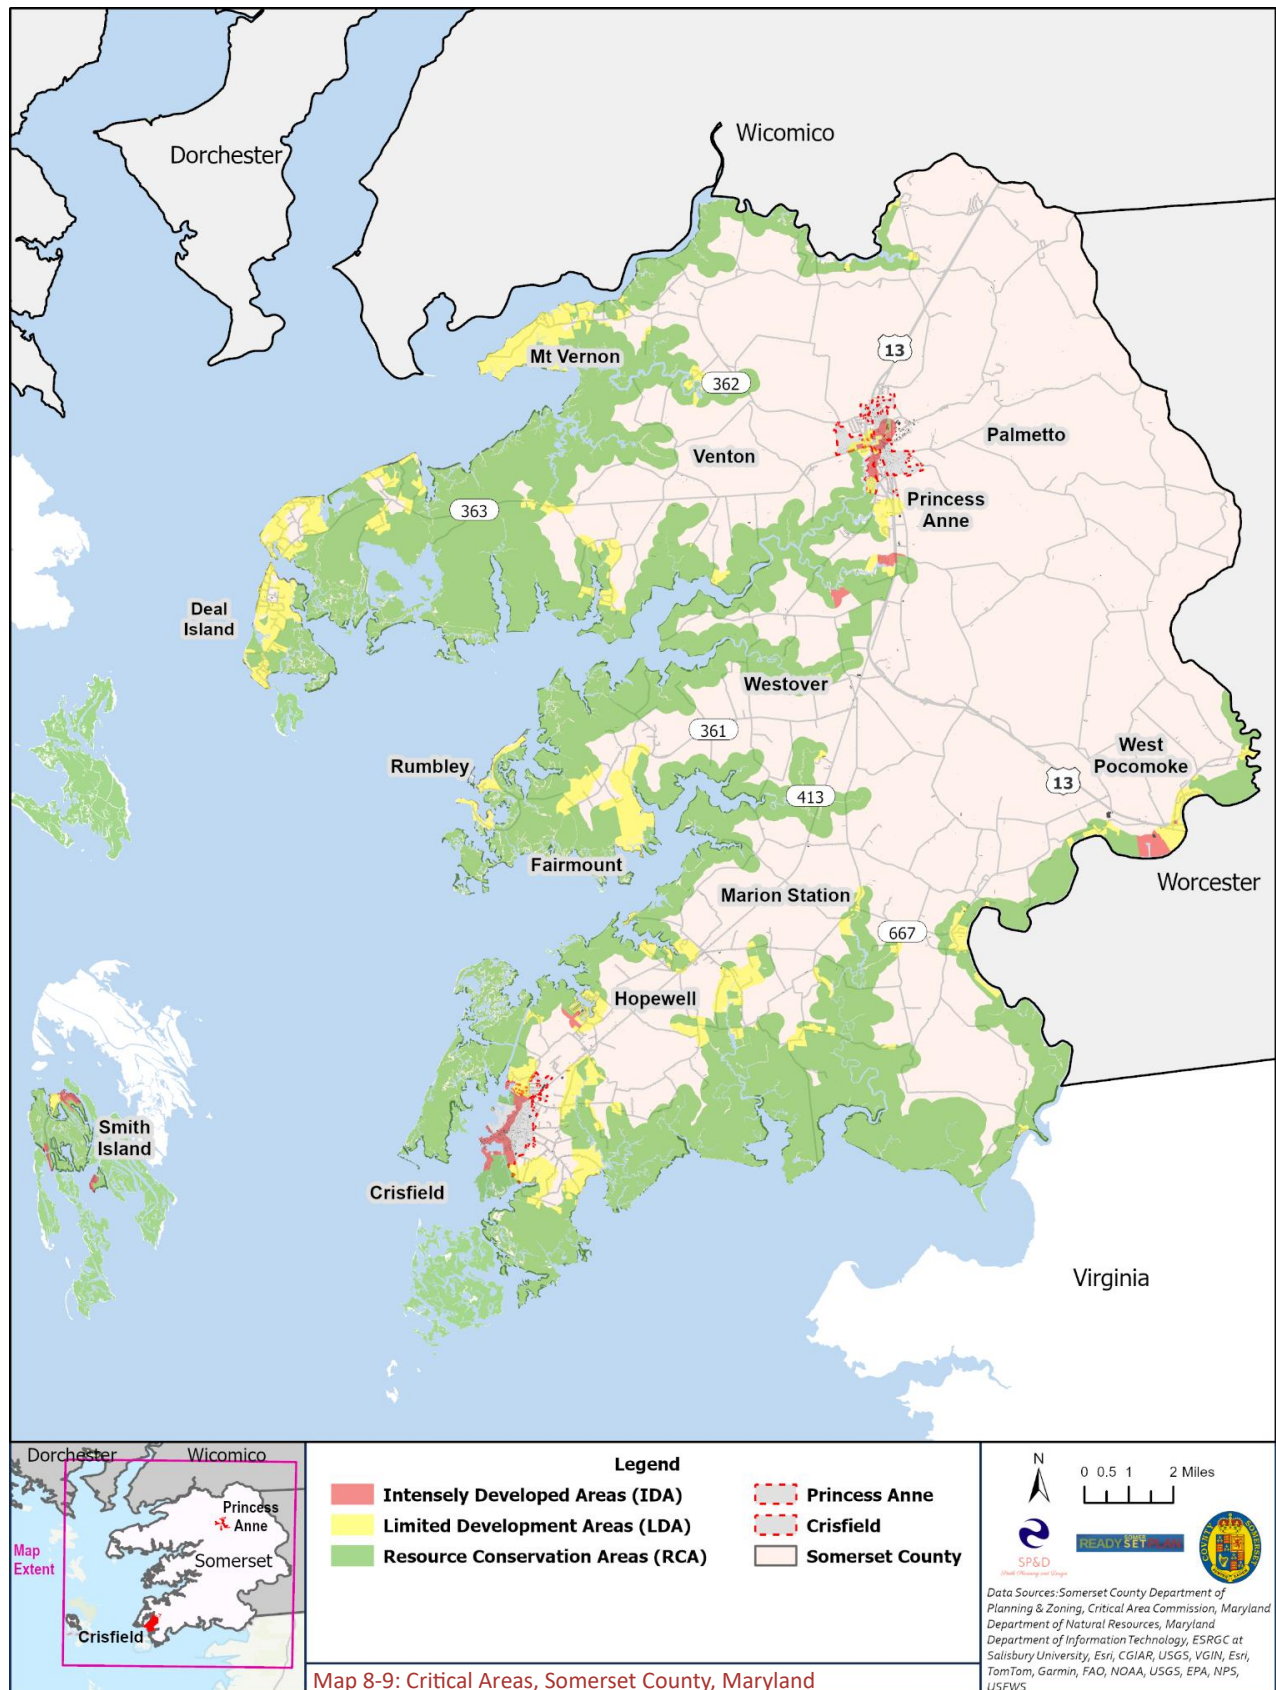 Wicomico
Dorchester
Mt Vernon
13
362
Palmetto
Venton
Princess
Anne
363
Deal
Island
Westover
361
West
Pocomoke
Rumbley
13
413
Fairmount
Worcester
Marion Station
667
Hopewell
Smith
Island
Crisfield
Virginia
Dorchester
Wicomico
Princess
Anne
Map
Extent
Somerset
Crisfield
Legend
Intensely Developed Areas (IDA)
Limited Development Areas (LDA)
Resource Conservation Areas (RCA)
Princess Anne
Crisfield
Somerset County
Map 8-9: Critical Areas, Somerset County, Maryland
N
0 0.5 1 2 Miles
SP&D
READY SOMER SET PLAN
COUNTY SOMERSET
Data Sources:Somerset County Department of
Planning & Zoning, Critical Area Commission, Maryland
Department of Natural Resources, Maryland
Department of Information Technology, ESRGC at
Salisbury University, Esri, CGIAR, USGS, VGIN, Esri,
TomTom, Garmin, FAO, NOAA, USGS, EPA, NPS,
USFWS